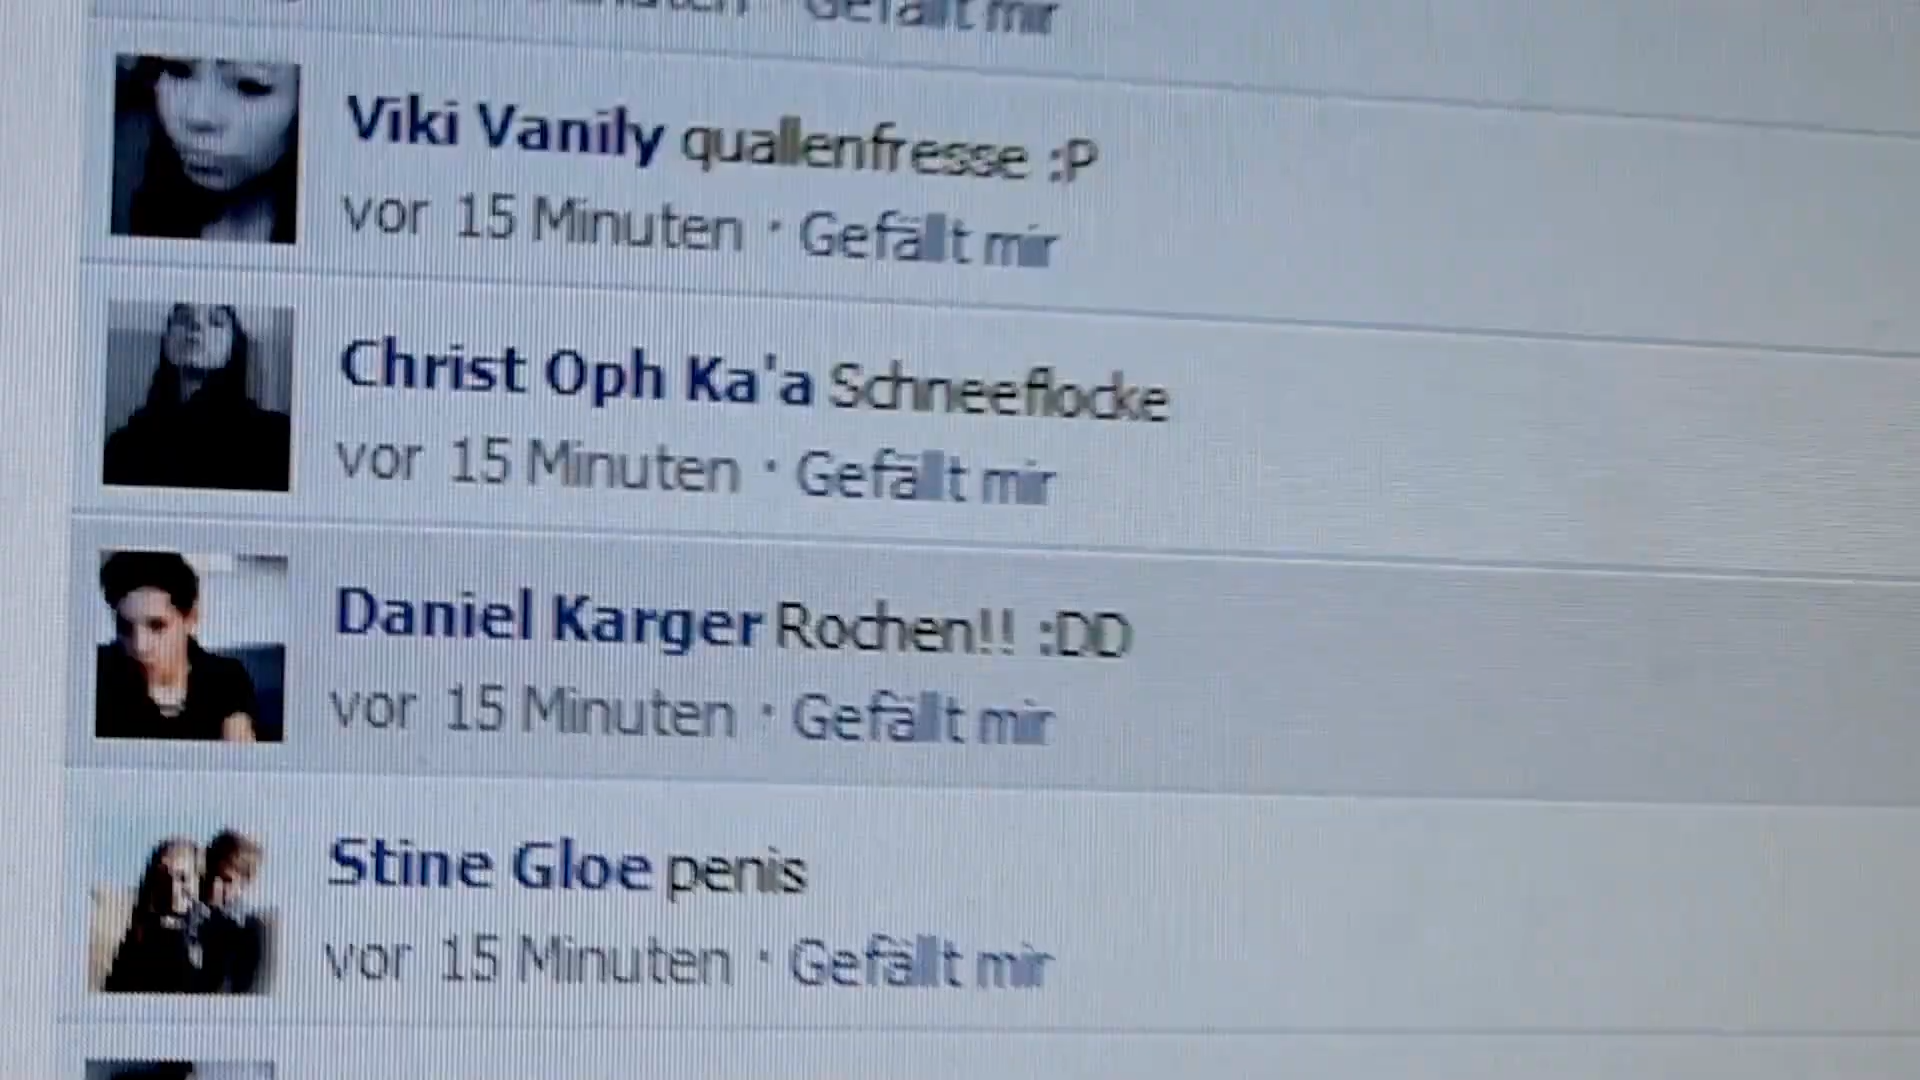 Minuten · Gefällt mir
Viki Vanily quallenfresse :P
vor 15 Minuten · Gefällt mir
Christ Oph Ka'a Schneeflocke
vor 15 Minuten · Gefällt mir
Daniel Karger Rochen!! :DD
vor 15 Minuten · Gefällt mir
Stine Gloe penis
vor 15 Minuten · Gefällt mir